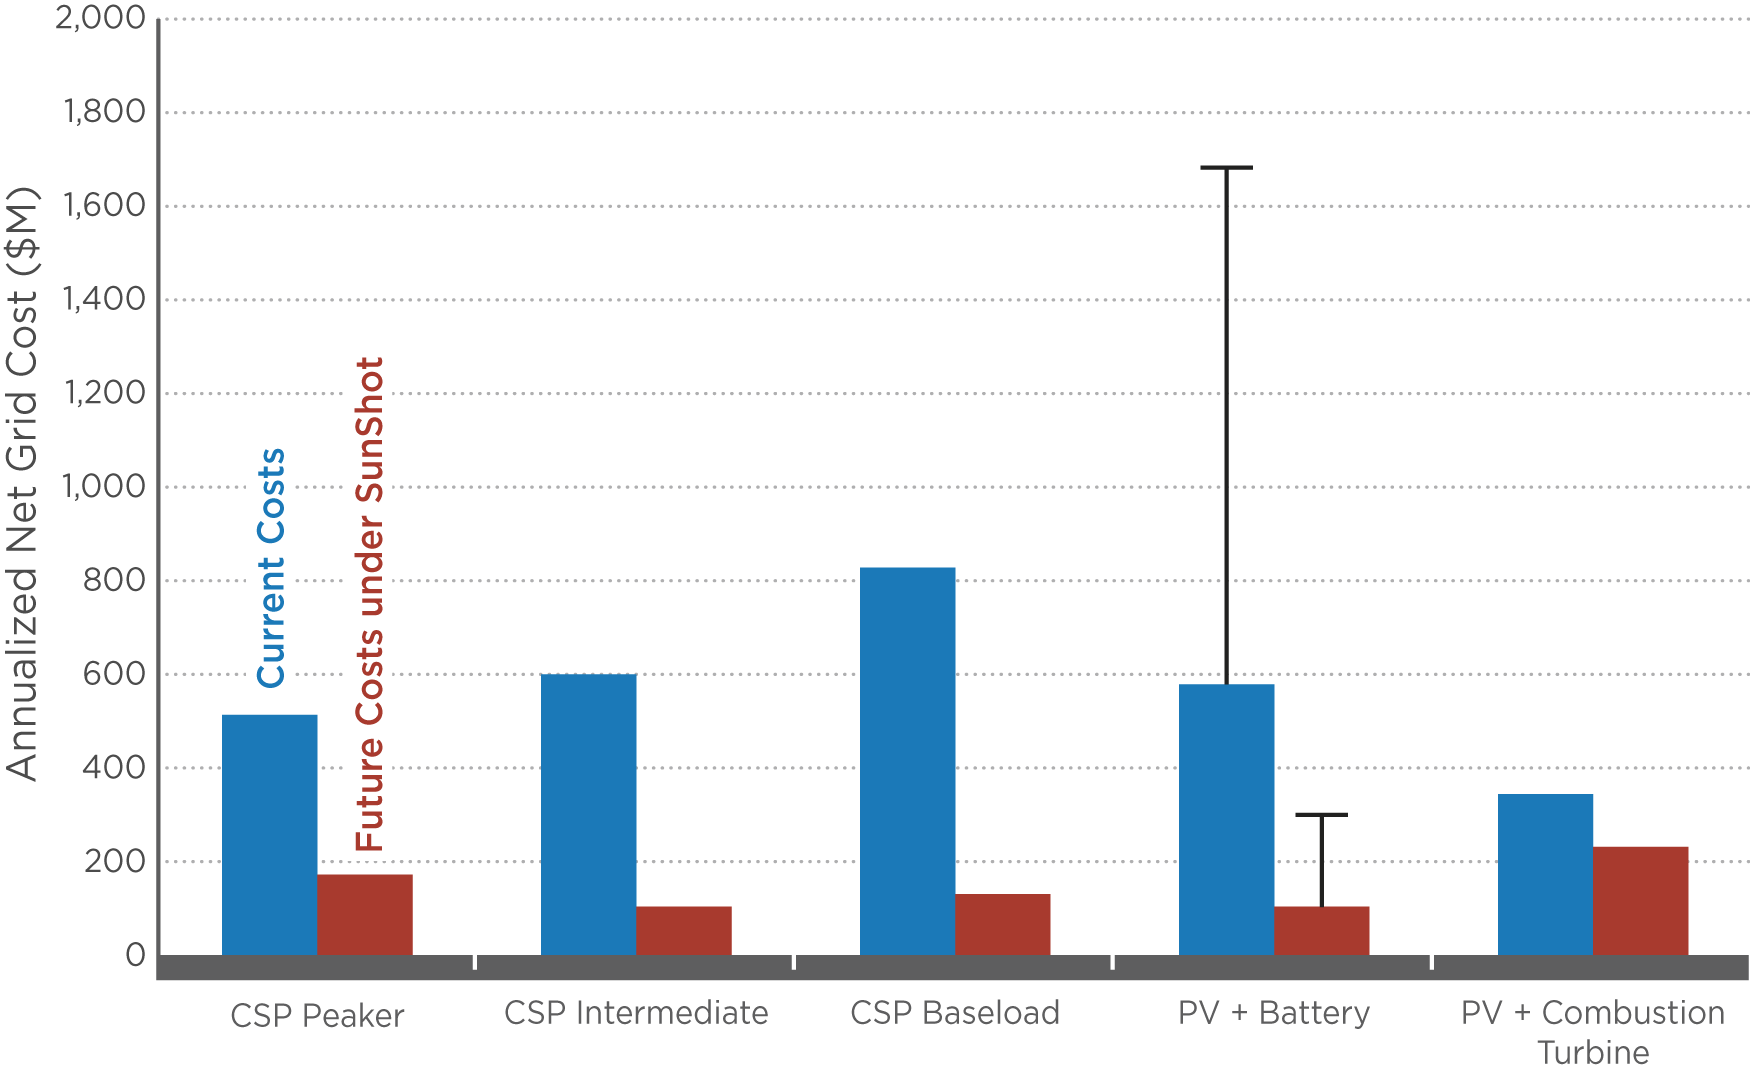 Annualized Net Grid Cost ($M)
2,000
1,800
1,600
1,400
1,200
1,000
800
600
400
200
0
Current Costs
Future Costs under SunShot
CSP Peaker
CSP Intermediate
CSP Baseload
PV + Battery
PV + Combustion
Turbine